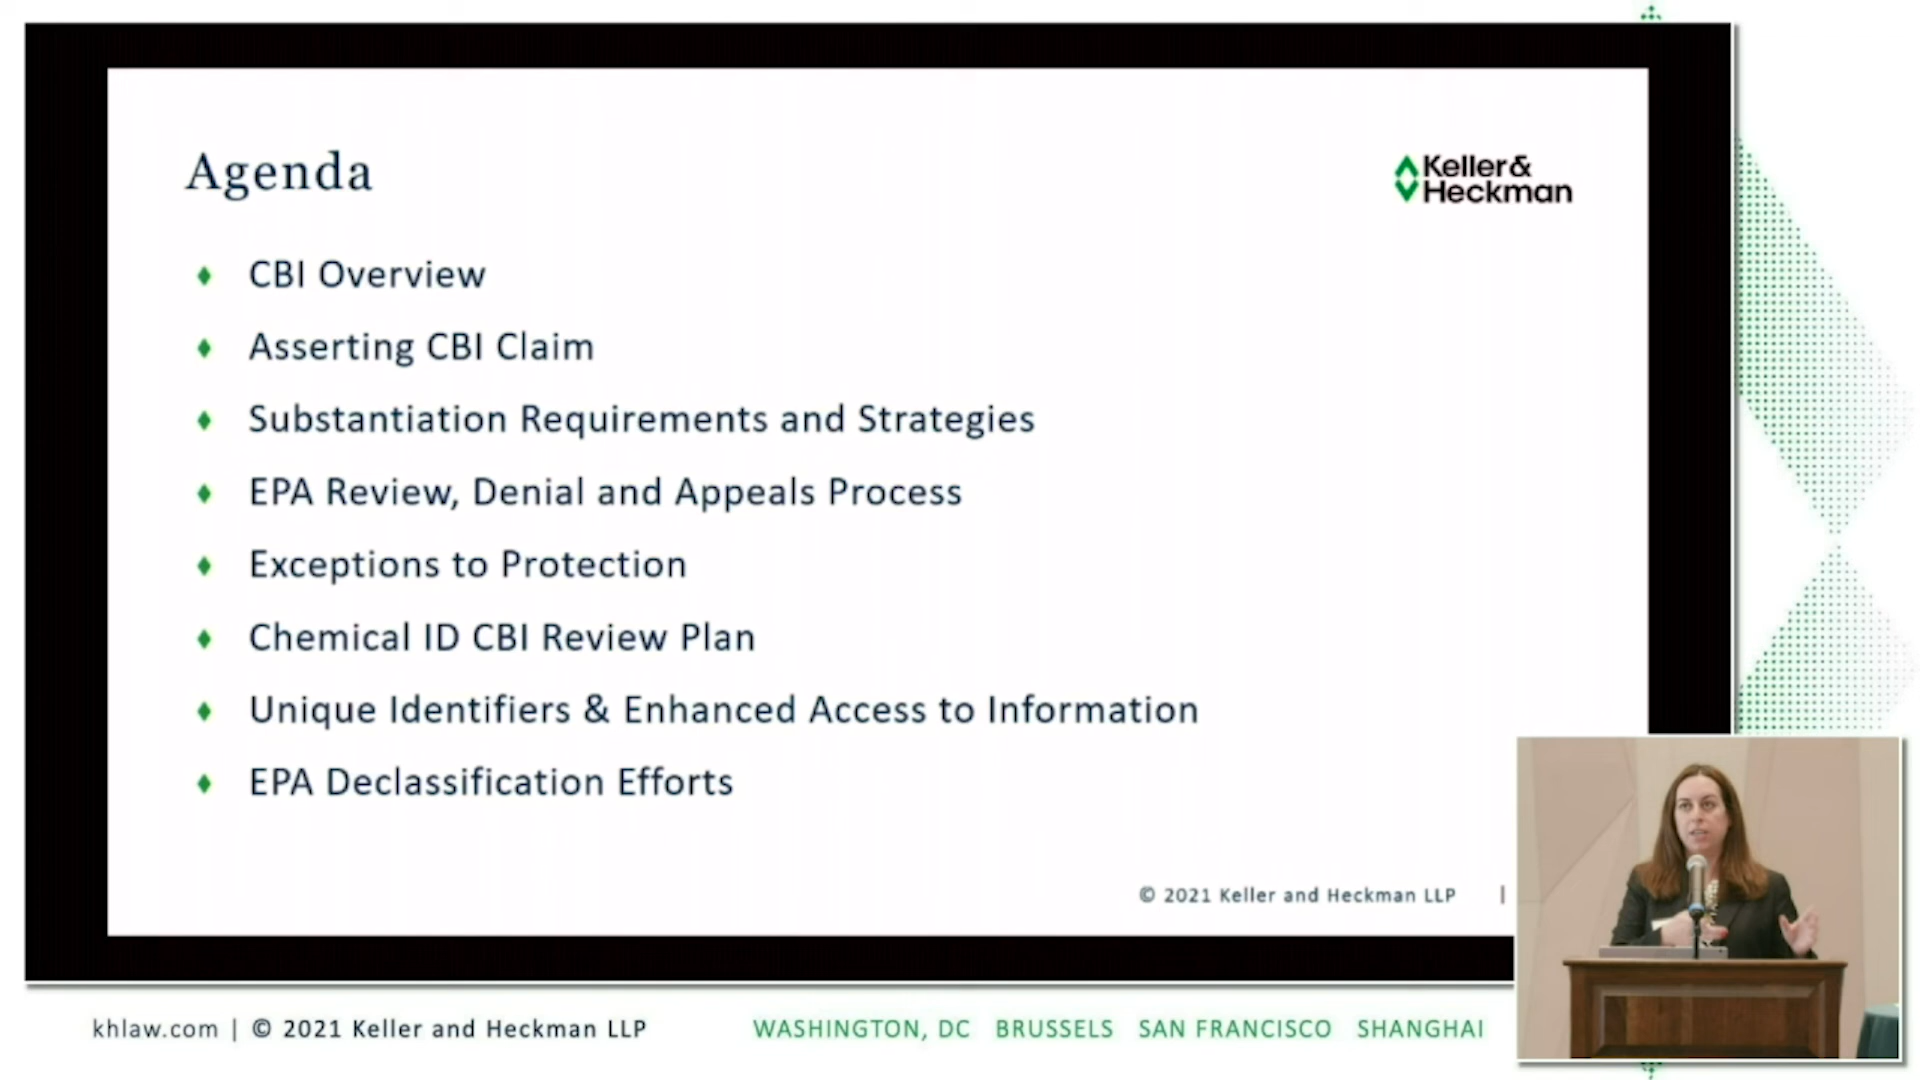 Agenda
Keller&
Heckman
CBI Overview
Asserting CBI Claim
Substantiation Requirements and Strategies
EPA Review, Denial and Appeals Process
Exceptions to Protection
Chemical ID CBI Review Plan
Unique Identifiers & Enhanced Access to Information
EPA Declassification Efforts
© 2021 Keller and Heckman LLP |
khlaw.com | © 2021 Keller and Heckman LLP WASHINGTON, DC BRUSSELS SAN FRANCISCO SHANGHAI